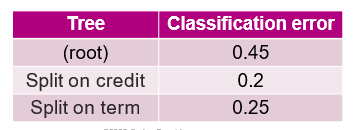 Tree Classification error
(root) 0.45
Split on credit 0.2
Split on term 0.25